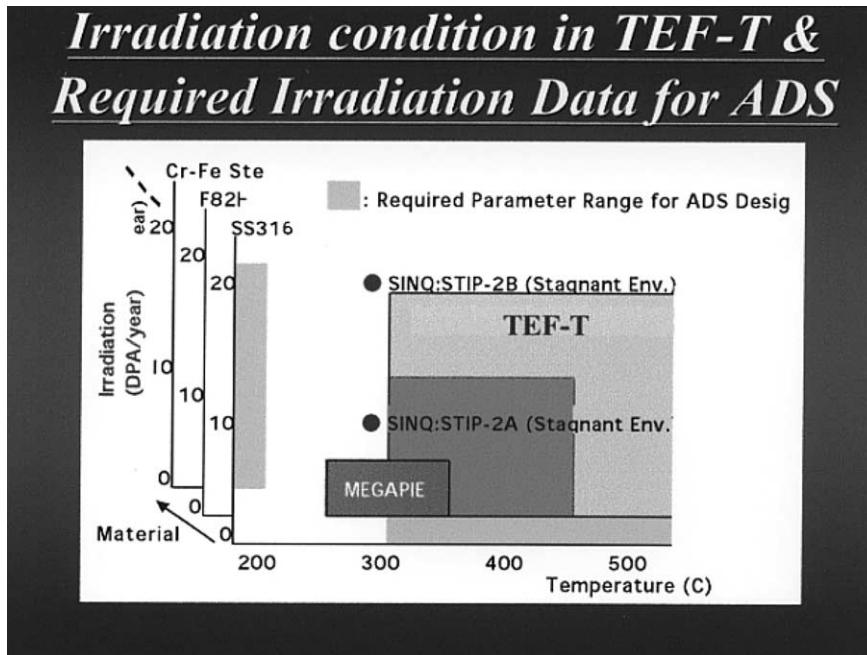 Irradiation condition in TEF-T &
Required Irradiation Data for ADS
Cr-Fe Ste
F82H
SS316
: Required Parameter Range for ADS Desig
ear)
20
20
20
SINQ:STIP-2B (Stagnant Env.)
TEF-T
Irradiation
(DPA/year)
10
10
10
SINQ:STIP-2A (Stagnant Env.
MEGAPIE
0
0
0
Material
200
300
400
500
Temperature (C)